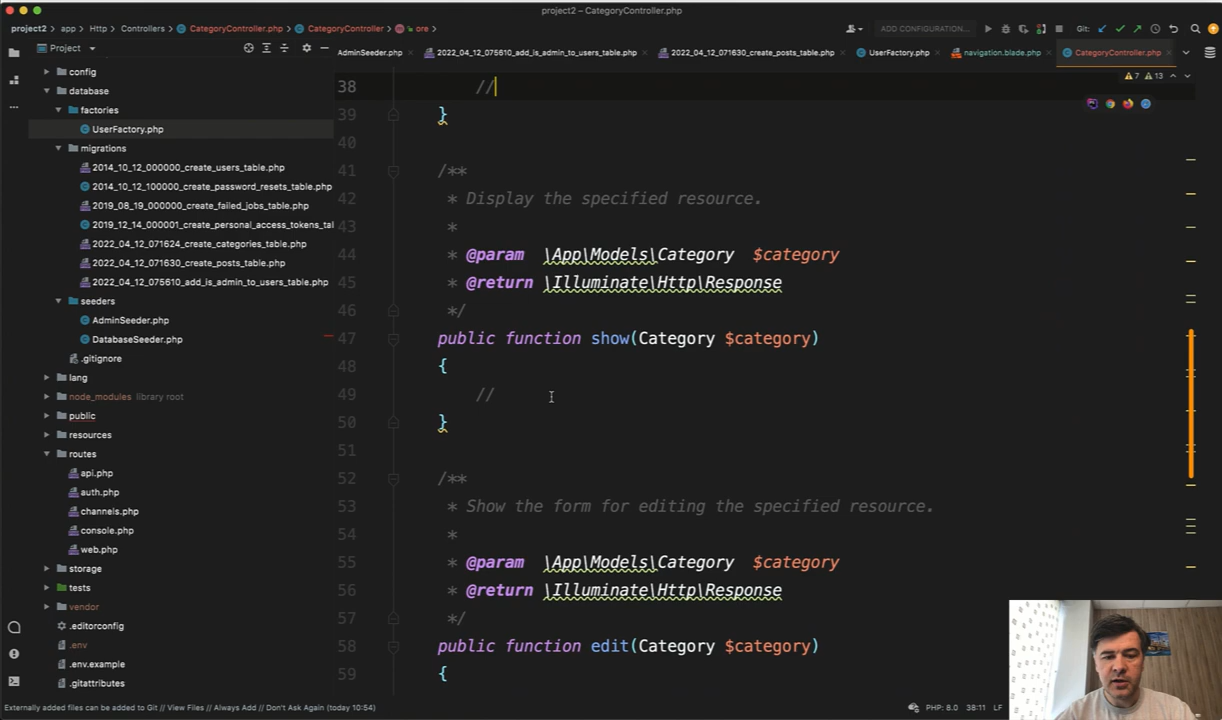 project2 – CategoryController.php
project2 › app › Http › Controllers › CategoryController.php › CategoryController › ore ›
ADD CONFIGURATION...
Git:
Project
AdminSeeder.php
2022_04_12_075610_add_is_admin_to_users_table.php
2022_04_12_071630_create_posts_table.php
UserFactory.php
navigation.blade.php
CategoryController.php
7 13
config
database
factories
UserFactory.php
migrations
2014_10_12_000000_create_users_table.php
2014_10_12_100000_create_password_resets_table.php
2019_08_19_000000_create_failed_jobs_table.php
2019_12_14_000001_create_personal_access_tokens_tal
2022_04_12_071624_create_categories_table.php
2022_04_12_071630_create_posts_table.php
2022_04_12_075610_add_is_admin_to_users_table.php
seeders
AdminSeeder.php
DatabaseSeeder.php
.gitignore
lang
node_modules library root
public
resources
routes
api.php
auth.php
channels.php
console.php
web.php
storage
tests
vendor
.editorconfig
.env
.env.example
.gitattributes
38 //
39 }
40
41 /**
42 * Display the specified resource.
43 *
44 * @param \App\Models\Category $category
45 * @return \Illuminate\Http\Response
46 */
47 public function show(Category $category)
48 {
49 //
50 }
51
52 /**
53 * Show the form for editing the specified resource.
54 *
55 * @param \App\Models\Category $category
56 * @return \Illuminate\Http\Response
57 */
58 public function edit(Category $category)
59 {
Externally added files can be added to Git // View Files // Always Add // Don't Ask Again (today 10:54)
PHP: 8.0 38:11 LF